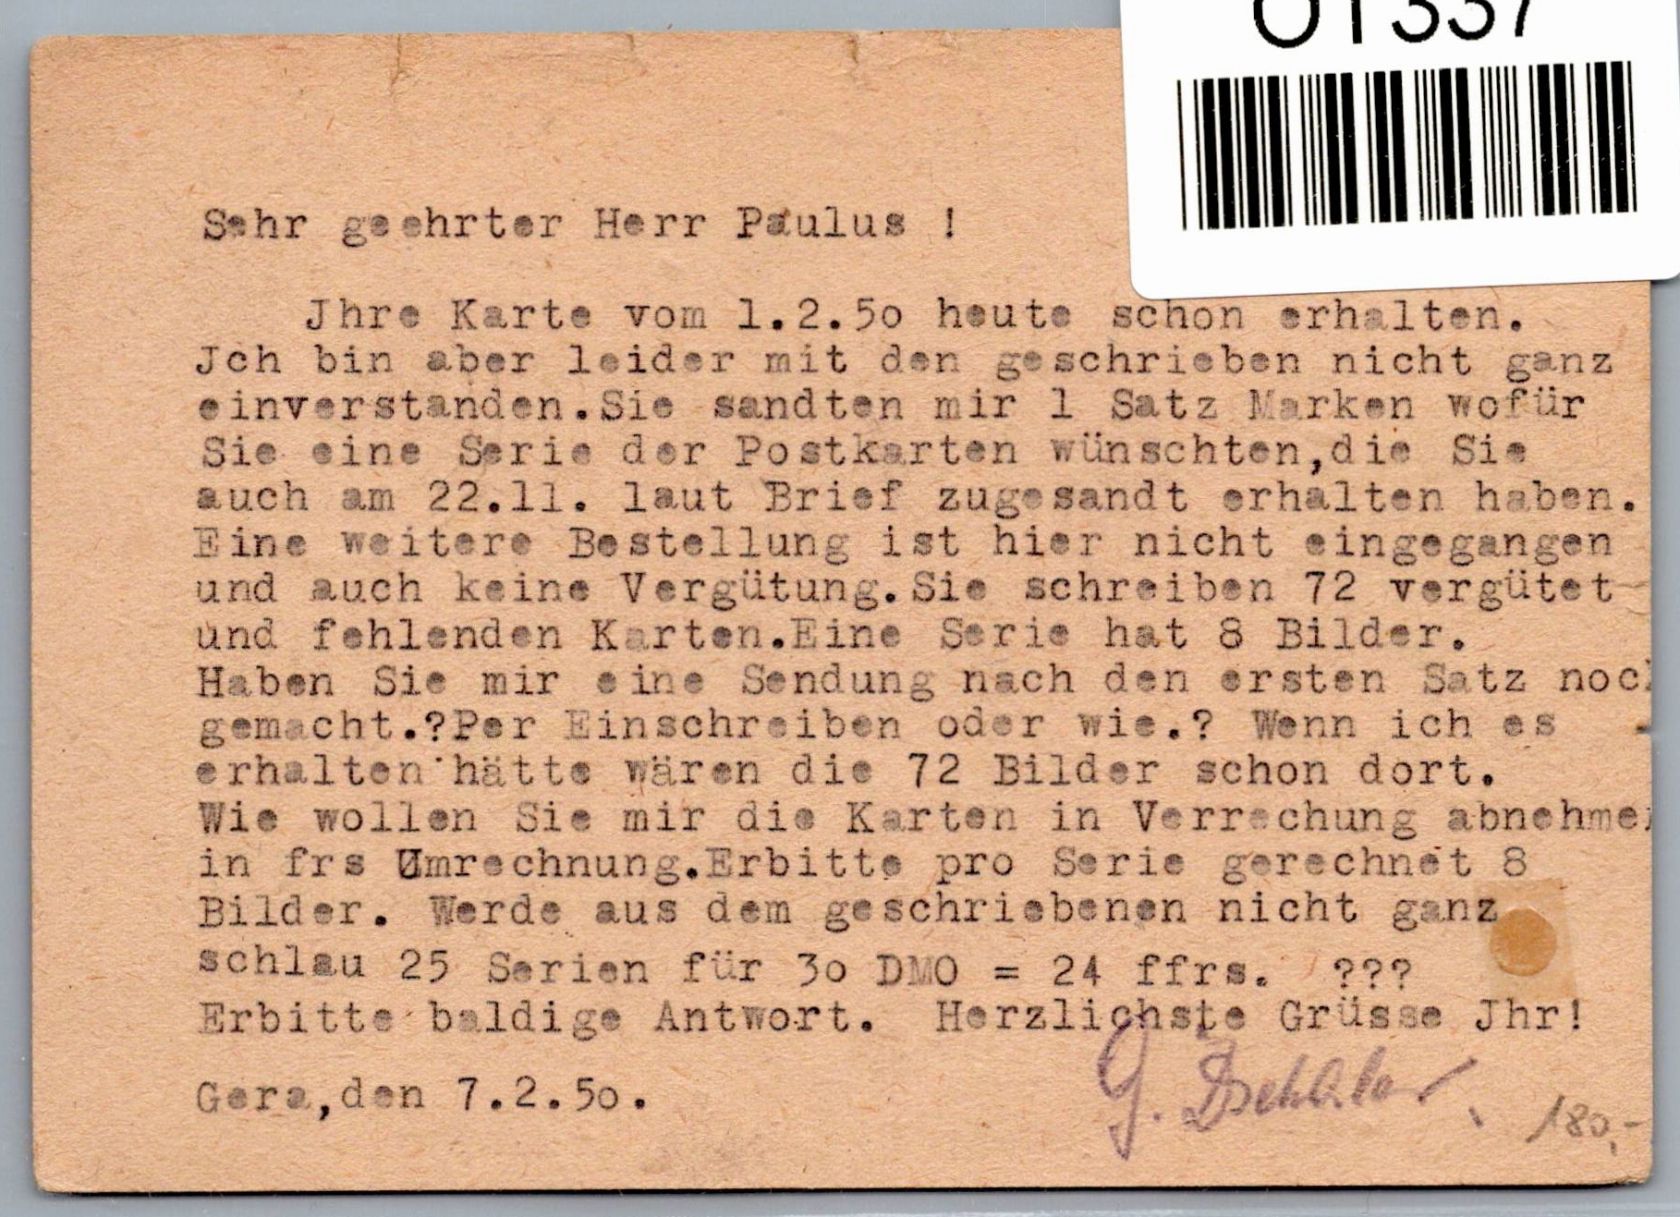 OT337
Sehr geehrter Herr Paulus !
Jhre Karte vom 1.2.5o heute schon erhalten.
Jch bin aber leider mit den geschrieben nicht ganz
einverstanden.Sie sandten mir 1 Satz Marken wofür
Sie eine Serie der Postkarten wünschten,die Sie
auch am 22.11. laut Brief zugesandt erhalten haben.
Eine weitere Bestellung ist hier nicht eingegangen
und auch keine Vergütung.Sie schreiben 72 vergütet
und fehlenden Karten.Eine Serie hat 8 Bilder.
Haben Sie mir eine Sendung nach den ersten Satz noch
gemacht.?Per Einschreiben oder wie.? Wenn ich es
erhalten hätte wären die 72 Bilder schon dort.
Wie wollen Sie mir die Karten in Verrechung abnehmen
in frs Umrechnung.Erbitte pro Serie gerechnet 8
Bilder. Werde aus dem geschriebenen nicht ganz
schlau 25 Serien für 3o DMO = 24 ffrs. ???
Erbitte baldige Antwort. Herzlichste Grüsse Jhr!
Gera,den 7.2.5o.
G.
180,-